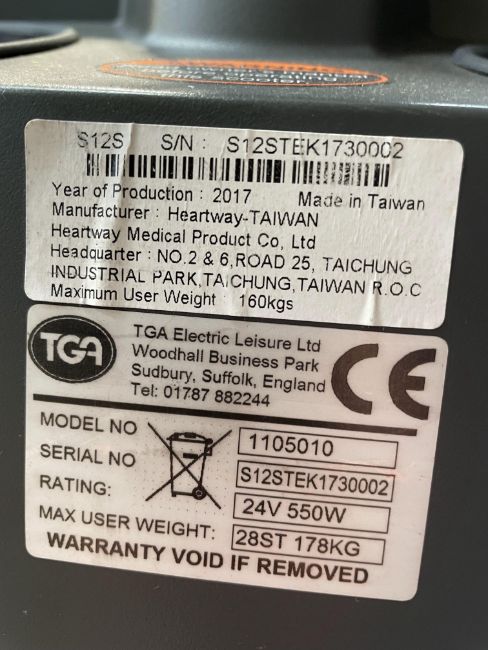 S12S S/N : S12STEK1730002
Year of Production : 2017 Made in Taiwan
Manufacturer : Heartway-TAIWAN
Heartway Medical Product Co, Ltd
Headquarter : NO.2 & 6,ROAD 25, TAICHUNG
INDUSTRIAL PARK,TAICHUNG,TAIWAN R.O.C
Maximum User Weight : 160kgs
TGA
TGA Electric Leisure Ltd
Woodhall Business Park
Sudbury, Suffolk, England
Tel: 01787 882244
CE
MODEL NO 1105010
SERIAL NO S12STEK1730002
RATING: 24V 550W
MAX USER WEIGHT: 28ST 178KG
WARRANTY VOID IF REMOVED